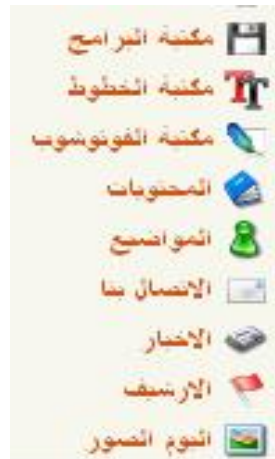 مكتبة البرامج
مكتبة الخطوط
مكتبة الفوتوشوب
المحتويات
المواضيع
الاتصال بنا
الاخبار
الارشيف
البوم الصور